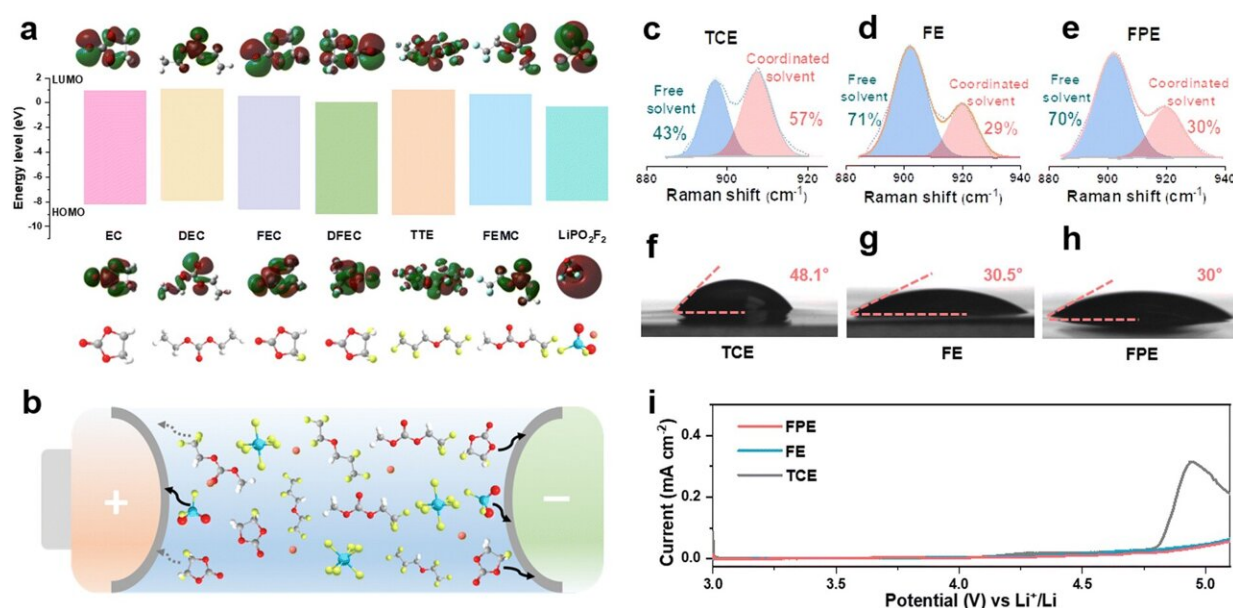 a
LUMO
2
0
-2
-4
-6
-8
-10
HOMO
Energy level (eV)
EC DEC FEC DFEC TTE FEMC LiPO₂F₂
b
+
−
c
TCE
Free
solvent
43%
Coordinated
solvent
57%
880 900 920
Raman shift (cm⁻¹)
d
FE
Free
solvent
71%
Coordinated
solvent
29%
880 900 920 940
Raman shift (cm⁻¹)
e
FPE
Free
solvent
70%
Coordinated
solvent
30%
880 900 920 940
Raman shift (cm⁻¹)
f
48.1°
TCE
g
30.5°
FE
h
30°
FPE
i
FPE
FE
TCE
0.4
0.2
0.0
Current (mA cm⁻²)
3.0 3.5 4.0 4.5 5.0
Potential (V) vs Li⁺/Li